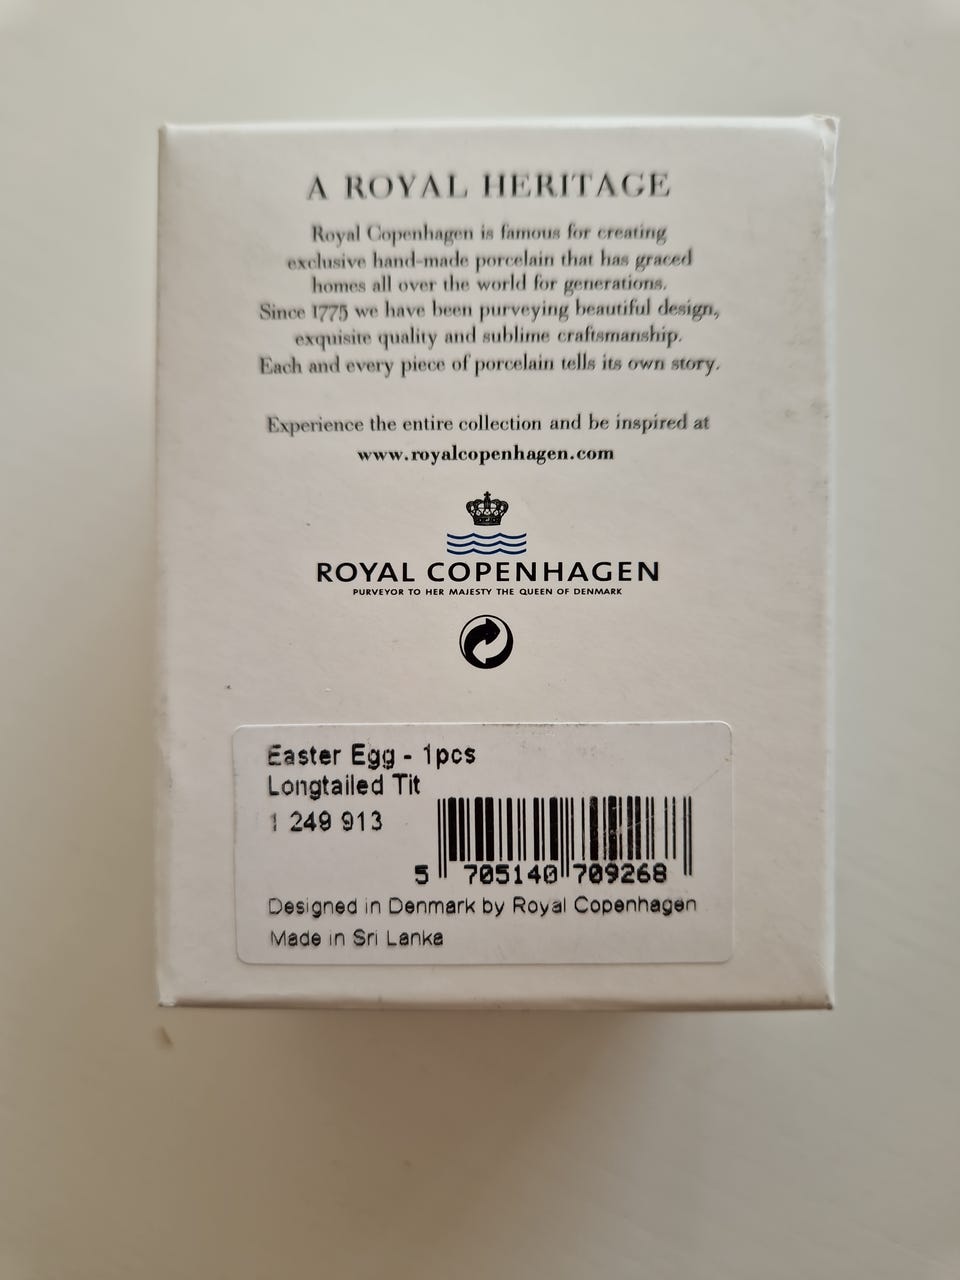 A ROYAL HERITAGE
Royal Copenhagen is famous for creating
exclusive hand-made porcelain that has graced
homes all over the world for generations.
Since 1775 we have been purveying beautiful design,
exquisite quality and sublime craftsmanship.
Each and every piece of porcelain tells its own story.
Experience the entire collection and be inspired at
www.royalcopenhagen.com
ROYAL COPENHAGEN
PURVEYOR TO HER MAJESTY THE QUEEN OF DENMARK
Easter Egg - 1pcs
Longtailed Tit
1 249 913
5 705140 709268
Designed in Denmark by Royal Copenhagen
Made in Sri Lanka